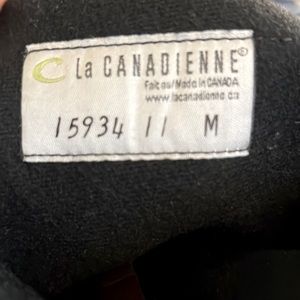 La CANADIENNE®
Fait au/Made in CANADA
www.lacanadienne.ca
15934 11 M